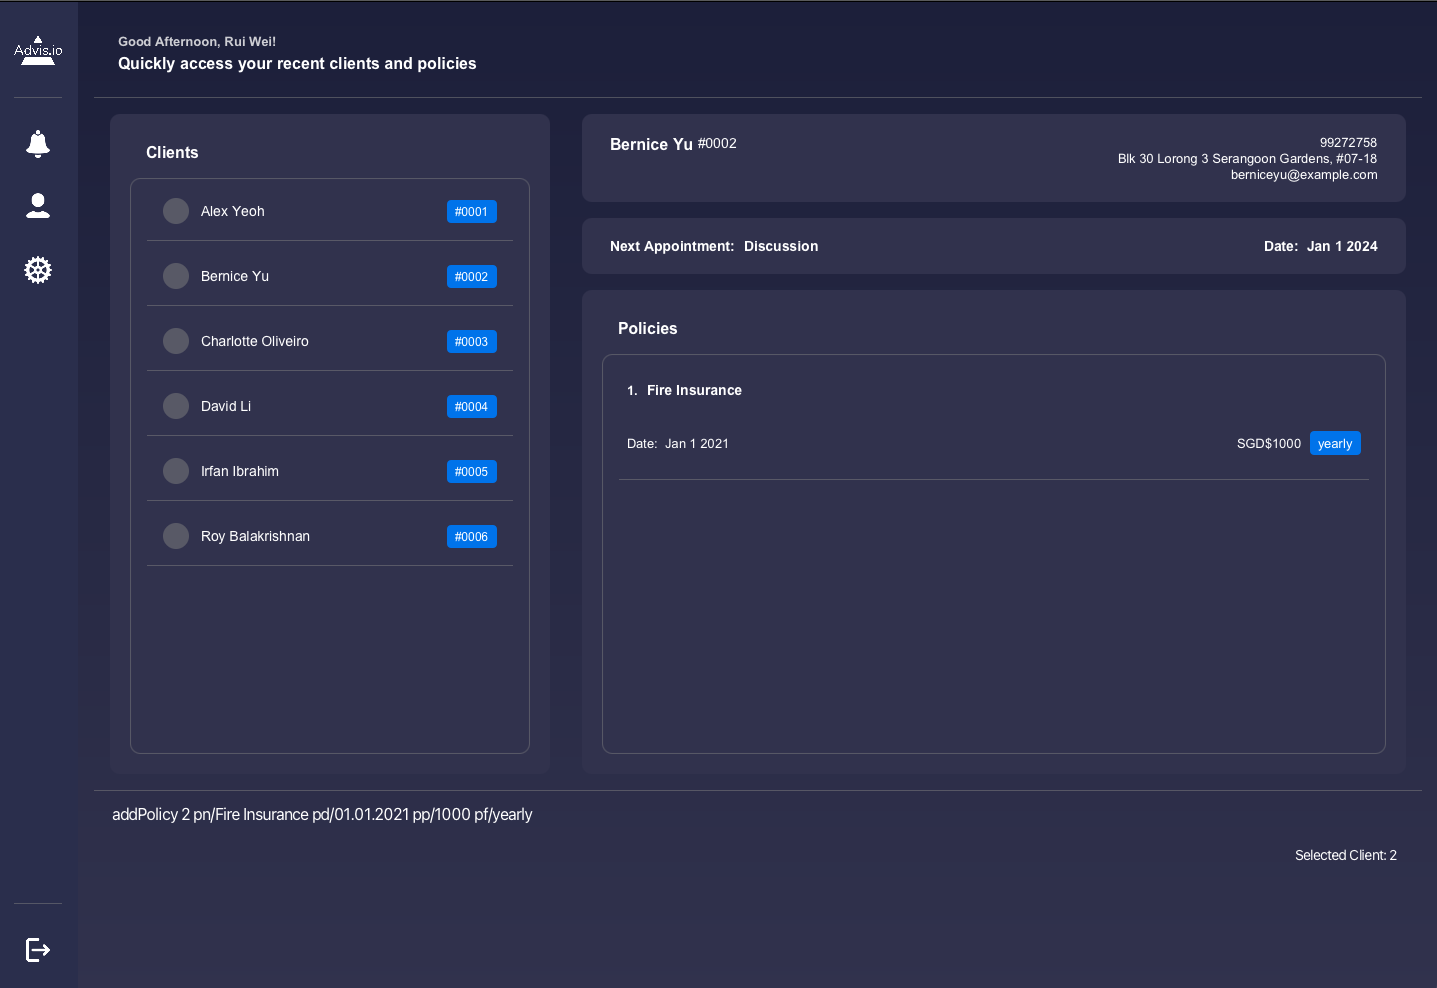 Advis.io
Good Afternoon, Rui Wei!
Quickly access your recent clients and policies
Clients
Alex Yeoh #0001
Bernice Yu #0002
Charlotte Oliveiro #0003
David Li #0004
Irfan Ibrahim #0005
Roy Balakrishnan #0006
Bernice Yu #0002
99272758
Blk 30 Lorong 3 Serangoon Gardens, #07-18
berniceyu@example.com
Next Appointment: Discussion Date: Jan 1 2024
Policies
1. Fire Insurance
Date: Jan 1 2021 SGD$1000 yearly
addPolicy 2 pn/Fire Insurance pd/01.01.2021 pp/1000 pf/yearly
Selected Client: 2